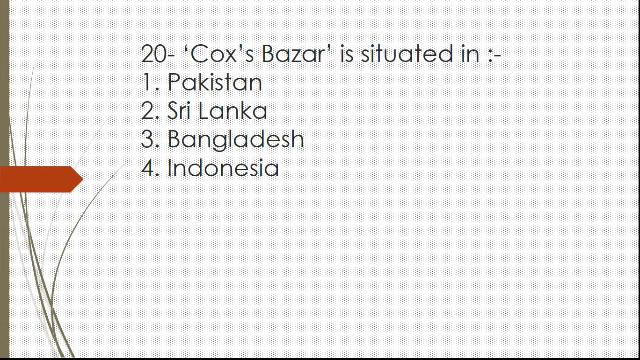 20- ‘Cox’s Bazar’ is situated in :-
1. Pakistan
2. Sri Lanka
3. Bangladesh
4. Indonesia